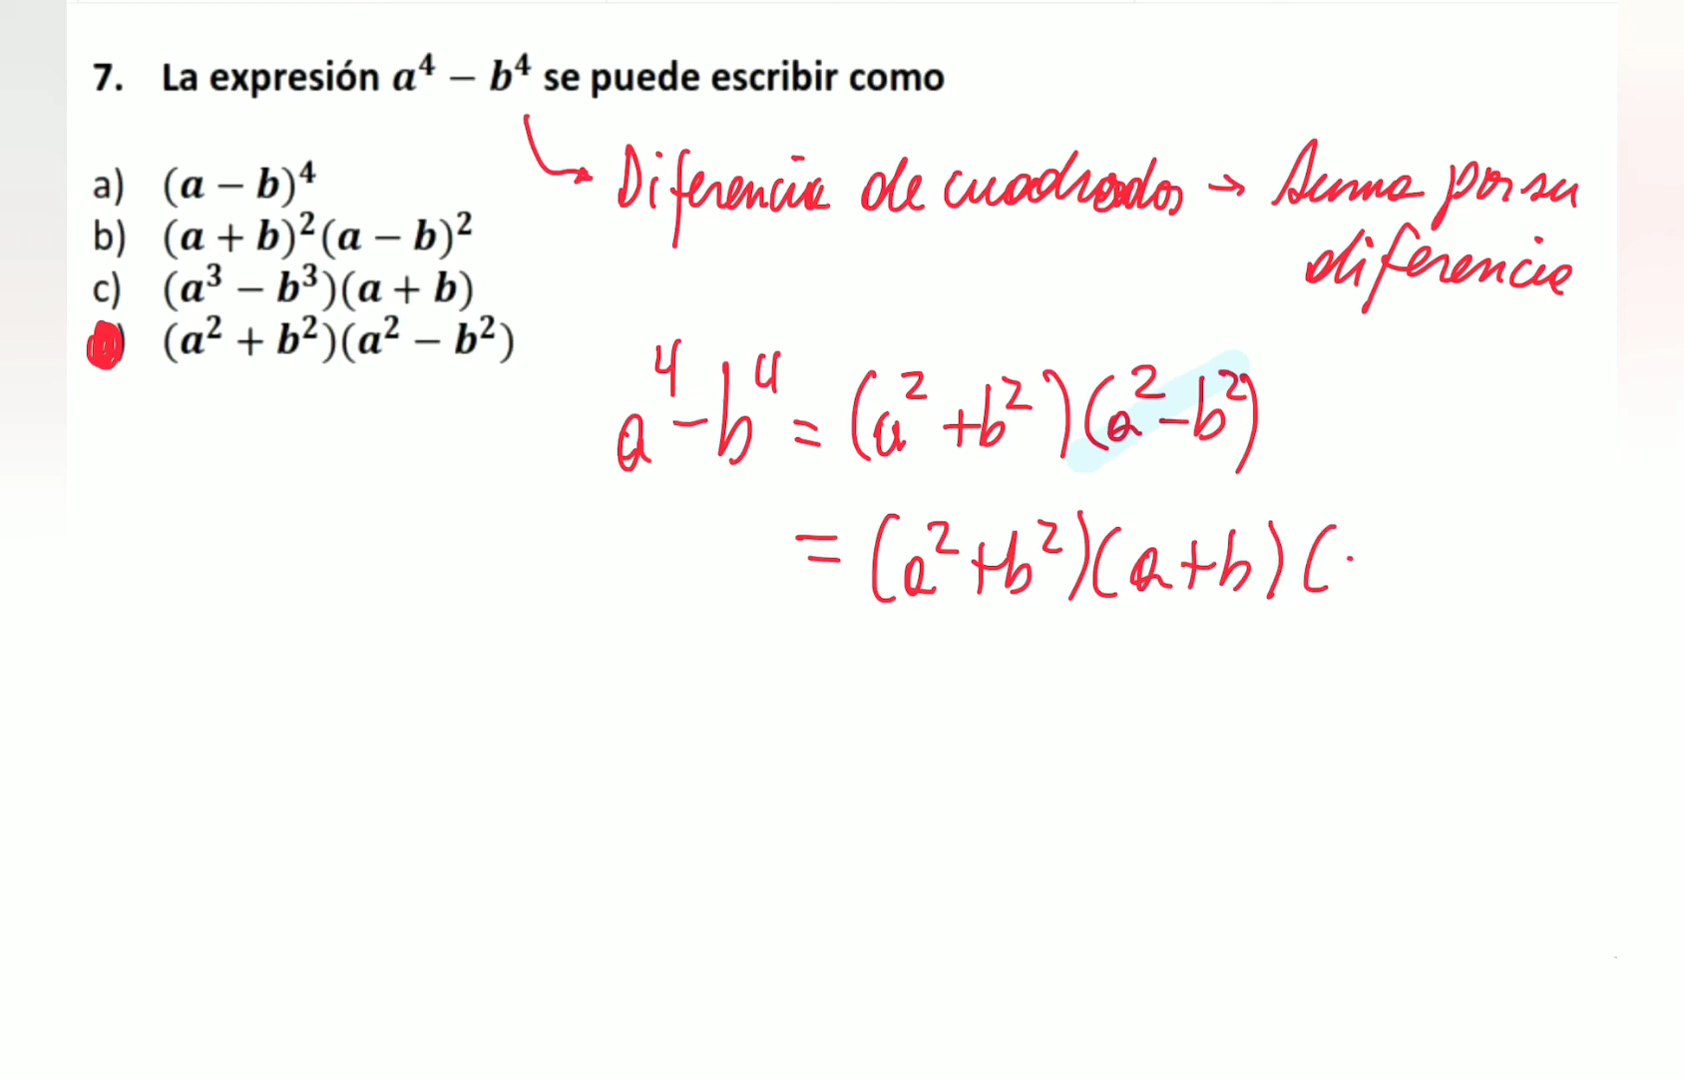 7. La expresión a⁴ − b⁴ se puede escribir como
a) (a − b)⁴
b) (a + b)²(a − b)²
c) (a³ − b³)(a + b)
) (a² + b²)(a² − b²)
Diferencia de cuadrados → Suma por su
diferencia
a⁴ - b⁴ = (a² + b²)(a² - b²)
= (a² + b²)(a + b)(